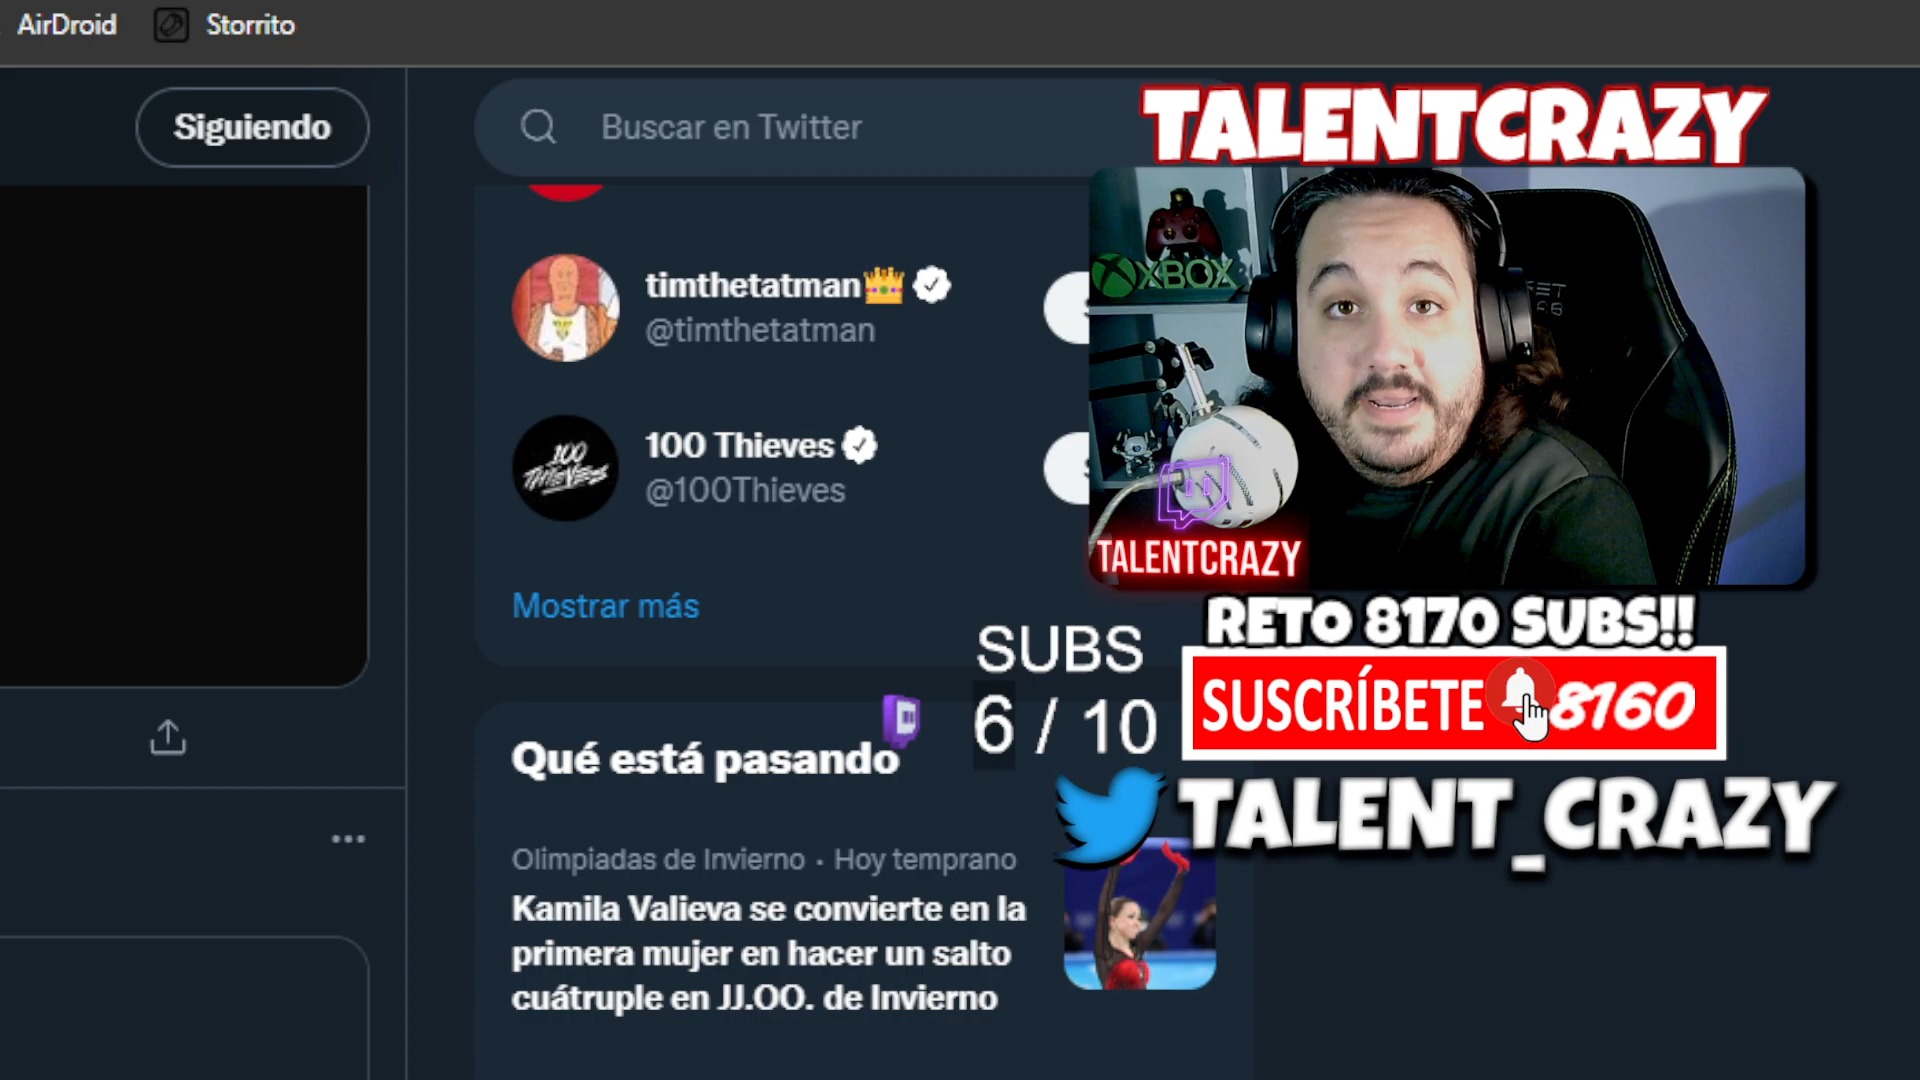 AirDroid
Storrito
Siguiendo
Buscar en Twitter
TALENTCRAZY
XBOX
timthetatman👑
@timthetatman
100 THIEVES
100 Thieves
@100Thieves
TALENTCRAZY
Mostrar más
RETO 8170 SUBS!!
SUBS
6 / 10
SUSCRÍBETE 8160
Qué está pasando
TALENT_CRAZY
Olimpiadas de Invierno · Hoy temprano
Kamila Valieva se convierte en la
primera mujer en hacer un salto
cuátruple en JJ.OO. de Invierno